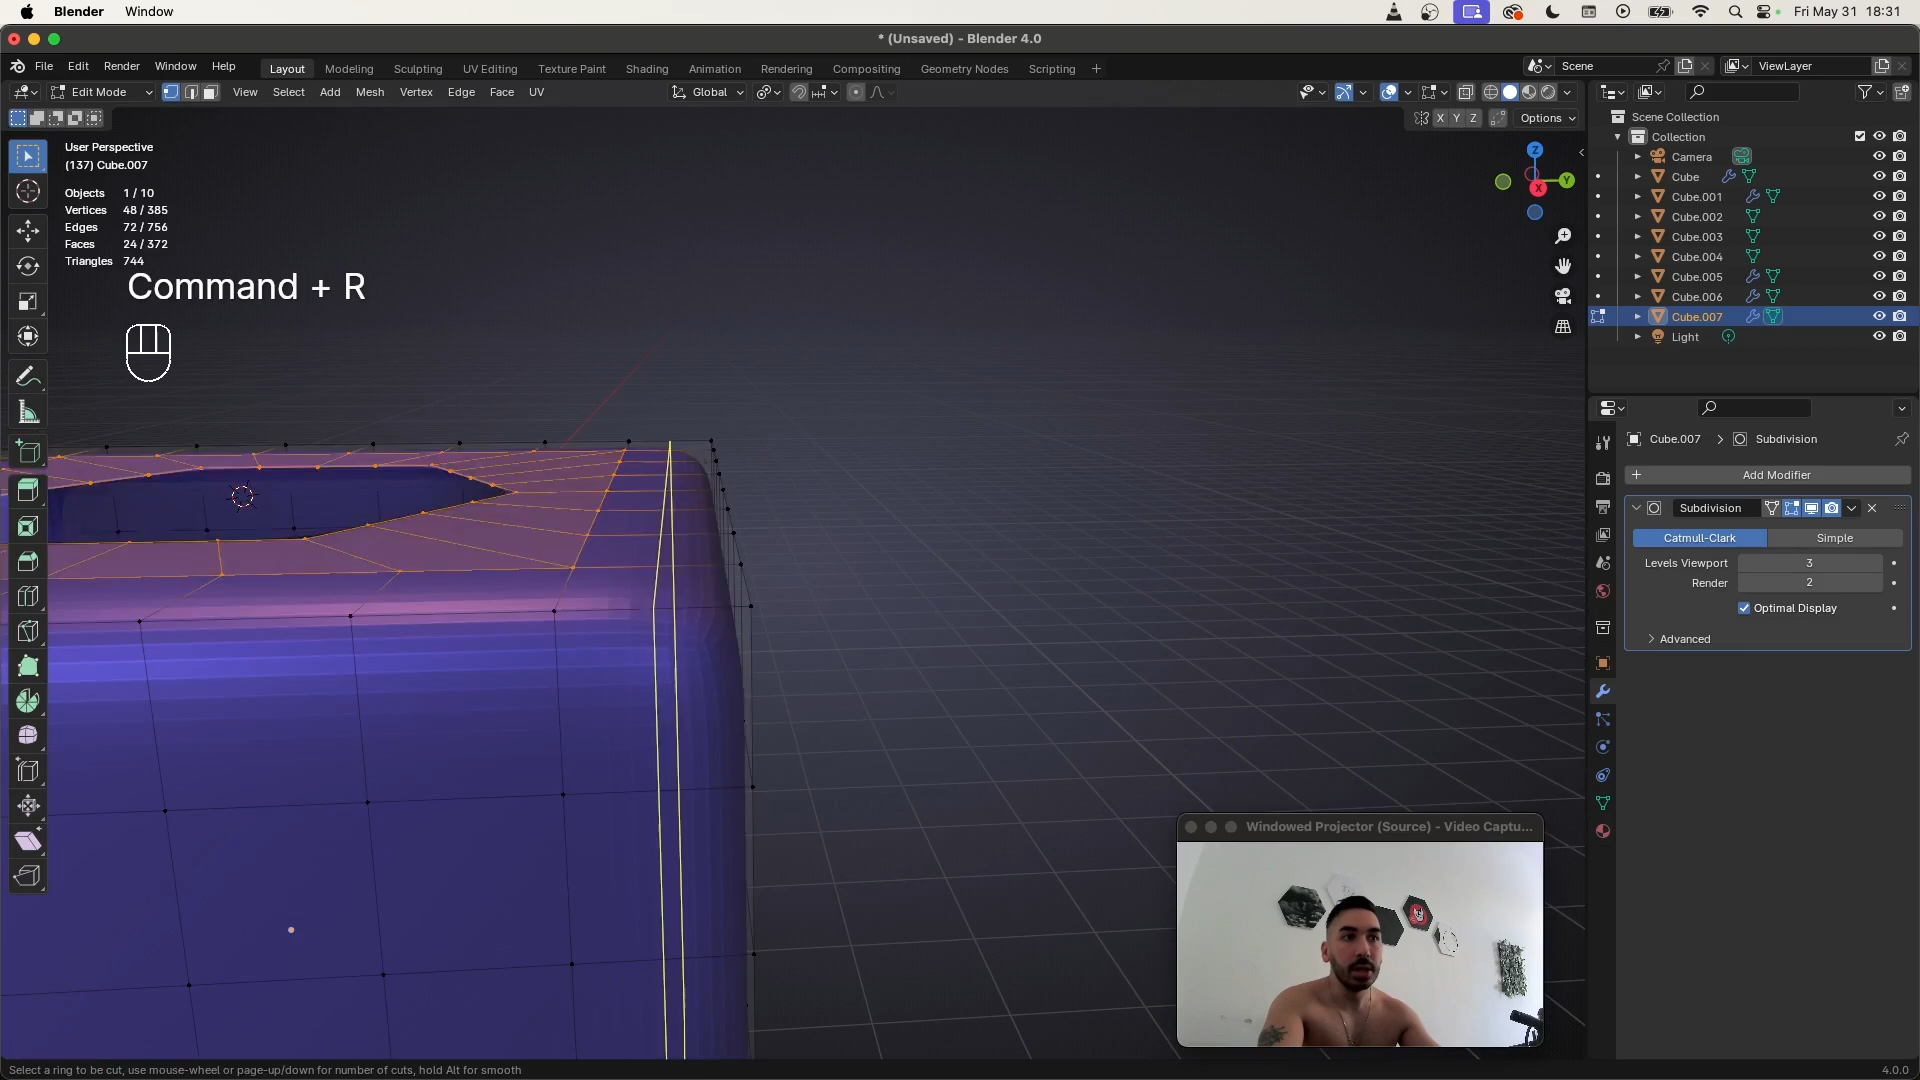 Blender Window Fri May 31 18:31
* (Unsaved) - Blender 4.0
File Edit Render Window Help Layout Modeling Sculpting UV Editing Texture Paint Shading Animation Rendering Compositing Geometry Nodes Scripting + Scene ViewLayer
Edit Mode View Select Add Mesh Vertex Edge Face UV Global
X Y Z Options
User Perspective
(137) Cube.007
Objects 1 / 10
Vertices 48 / 385
Edges 72 / 756
Faces 24 / 372
Triangles 744
Command + R
Z
Y
X
Scene Collection
Collection
Camera
Cube
Cube.001
Cube.002
Cube.003
Cube.004
Cube.005
Cube.006
Cube.007
Light
Cube.007 > Subdivision
+ Add Modifier
Subdivision
Catmull-Clark Simple
Levels Viewport 3
Render 2
Optimal Display
Advanced
Windowed Projector (Source) - Video Captu...
Select a ring to be cut, use mouse-wheel or page-up/down for number of cuts, hold Alt for smooth 4.0.0